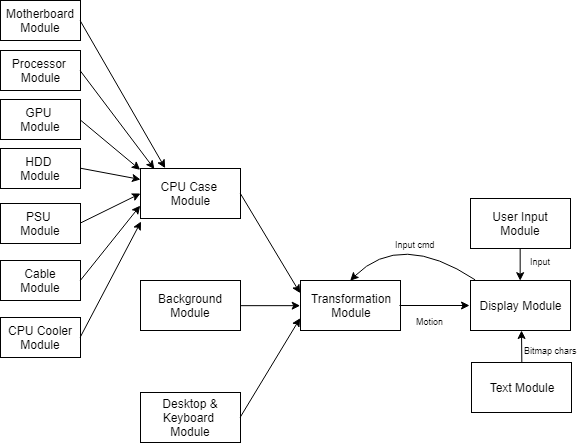 Motherboard
Module
Processor
Module
GPU
Module
HDD
Module
PSU
Module
Cable
Module
CPU Cooler
Module
CPU Case
Module
Background
Module
Desktop &
Keyboard
Module
Transformation
Module
Input cmd
Motion
User Input
Module
Input
Display Module
Bitmap chars
Text Module